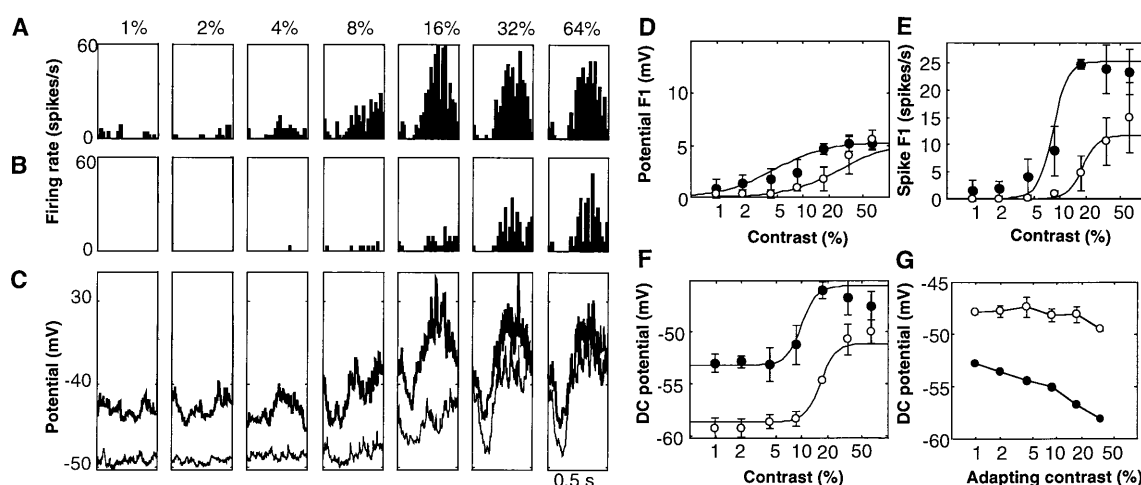 A
1%
2%
4%
8%
16%
32%
64%
60
0
B
60
0
Firing rate (spikes/s)
C
30
-40
-50
Potential (mV)
0.5 s
D
Potential F1 (mV)
10
5
0
1 2 5 10 20 50
Contrast (%)
E
Spike F1 (spikes/s)
25
20
15
10
5
0
1 2 5 10 20 50
Contrast (%)
F
DC potential (mV)
-50
-55
-60
1 2 5 10 20 50
Contrast (%)
G
DC potential (mV)
-45
-50
-55
-60
1 2 5 10 20 50
Adapting contrast (%)